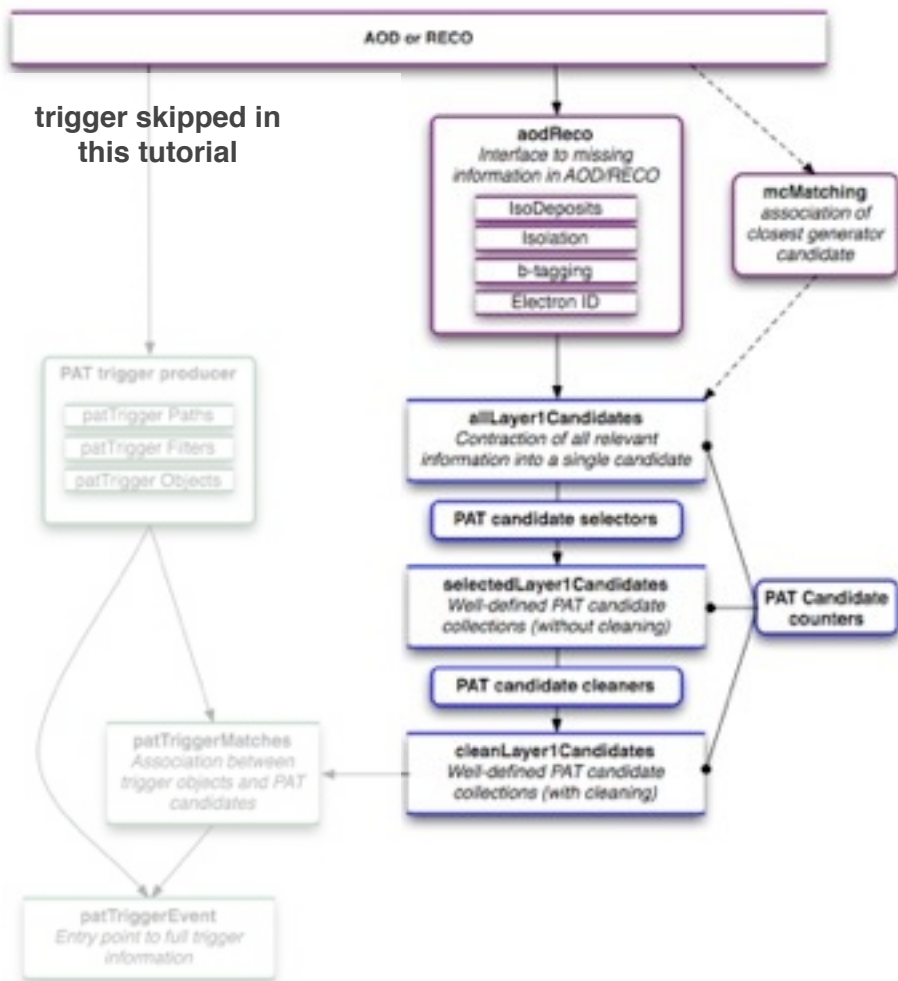 AOD or RECO
trigger skipped in
this tutorial
aodReco
Interface to missing
information in AOD/RECO
IsoDeposits
Isolation
b-tagging
Electron ID
mcMatching
association of
closest generator
candidate
PAT trigger producer
patTrigger Paths
patTrigger Filters
patTrigger Objects
allLayer1Candidates
Contraction of all relevant
information into a single candidate
PAT candidate selectors
selectedLayer1Candidates
Well-defined PAT candidate
collections (without cleaning)
PAT Candidate
counters
PAT candidate cleaners
cleanLayer1Candidates
Well-defined PAT candidate
collections (with cleaning)
patTriggerMatches
Association between
trigger objects and PAT
candidates
patTriggerEvent
Entry point to full trigger
information